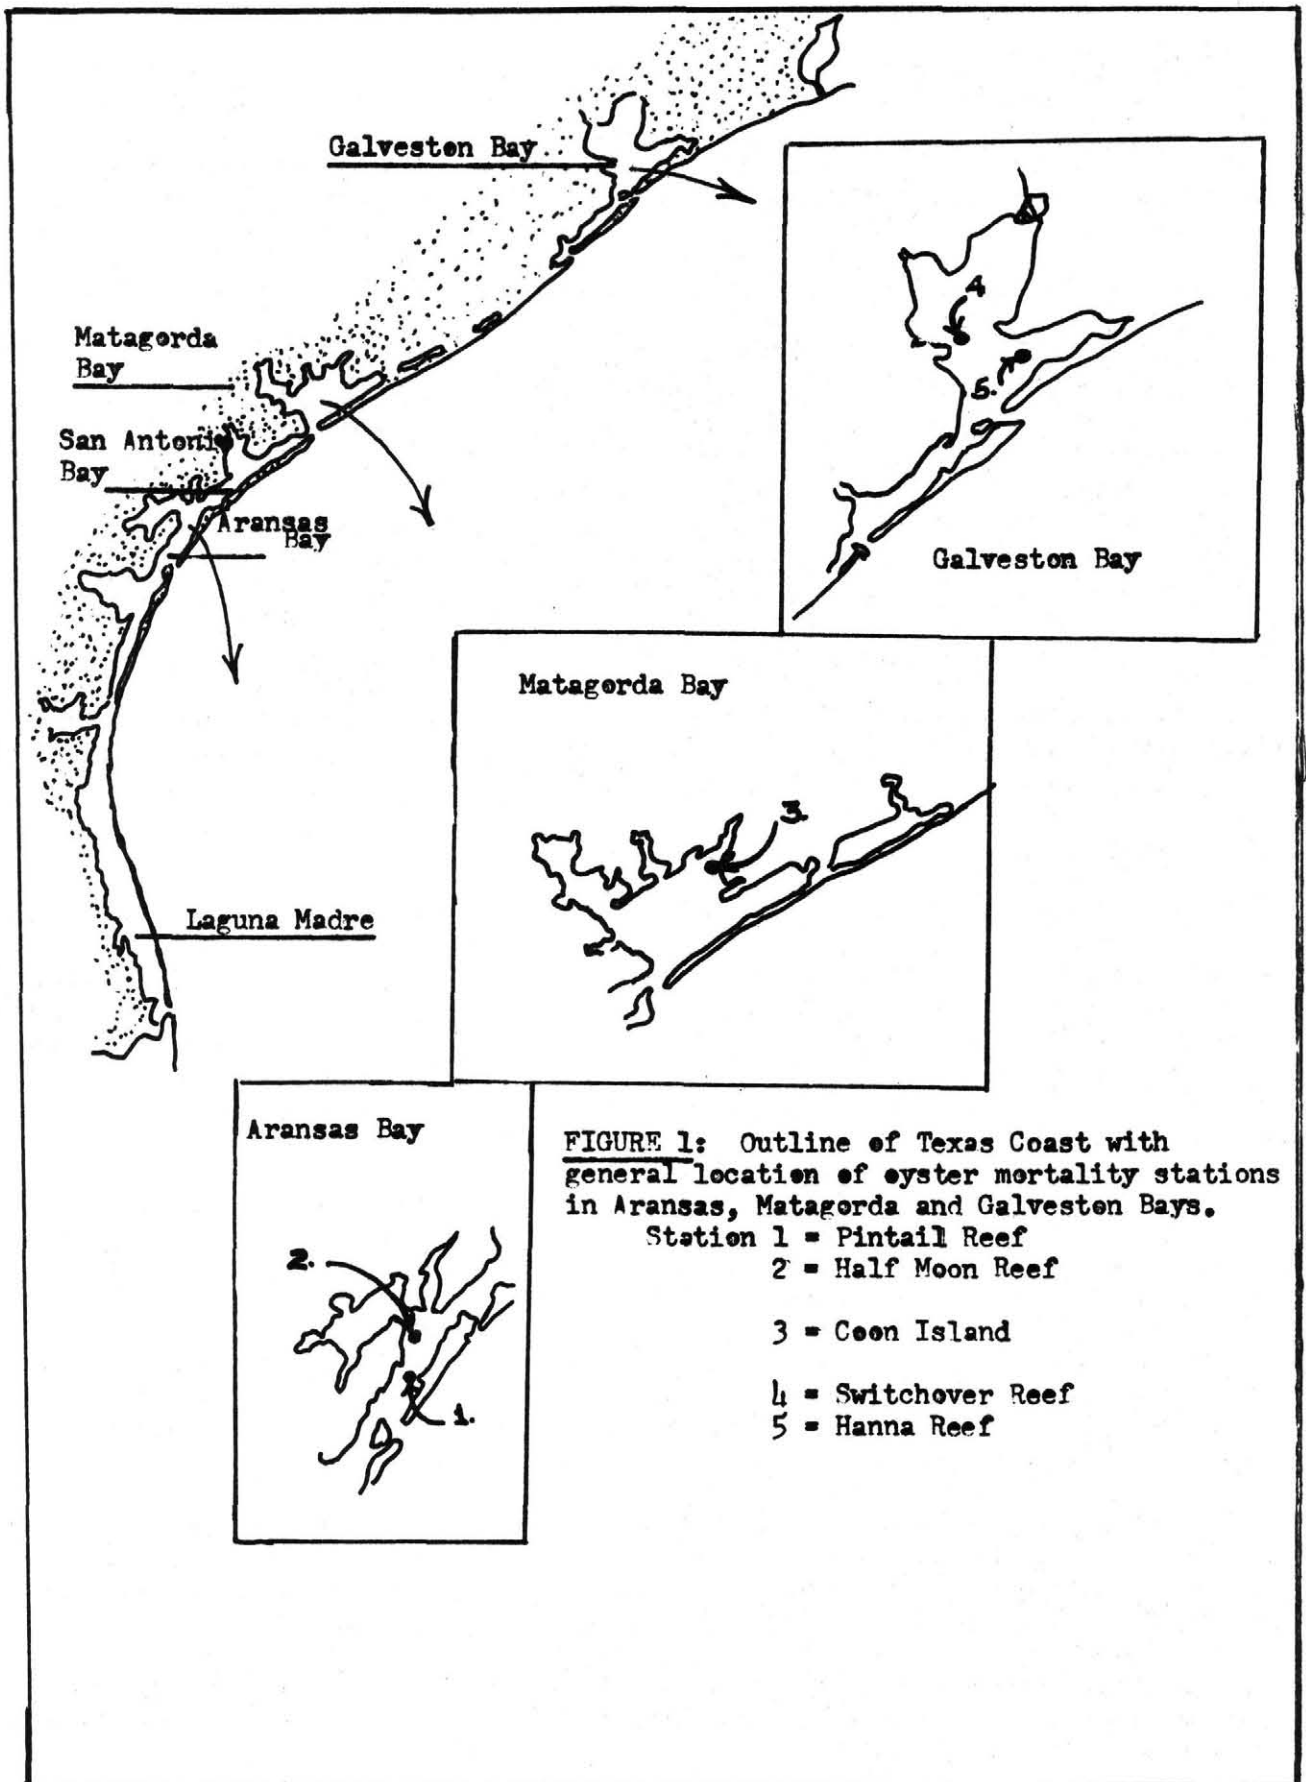 Galveston Bay
Matagorda
Bay
San Antonio
Bay
Aransas
Bay
Laguna Madre
4
5.
Galveston Bay
Matagorda Bay
3.
Aransas Bay
2.
1.
FIGURE 1: Outline of Texas Coast with
general location of oyster mortality stations
in Aransas, Matagorda and Galveston Bays.
Station 1 = Pintail Reef
2 = Half Moon Reef
3 = Coon Island
4 = Switchover Reef
5 = Hanna Reef